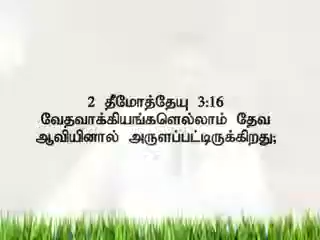 2 தீமோத்தேயு 3:16
வேதவாக்கியங்களெல்லாம் தேவ
ஆவியினால் அருளப்பட்டிருக்கிறது;